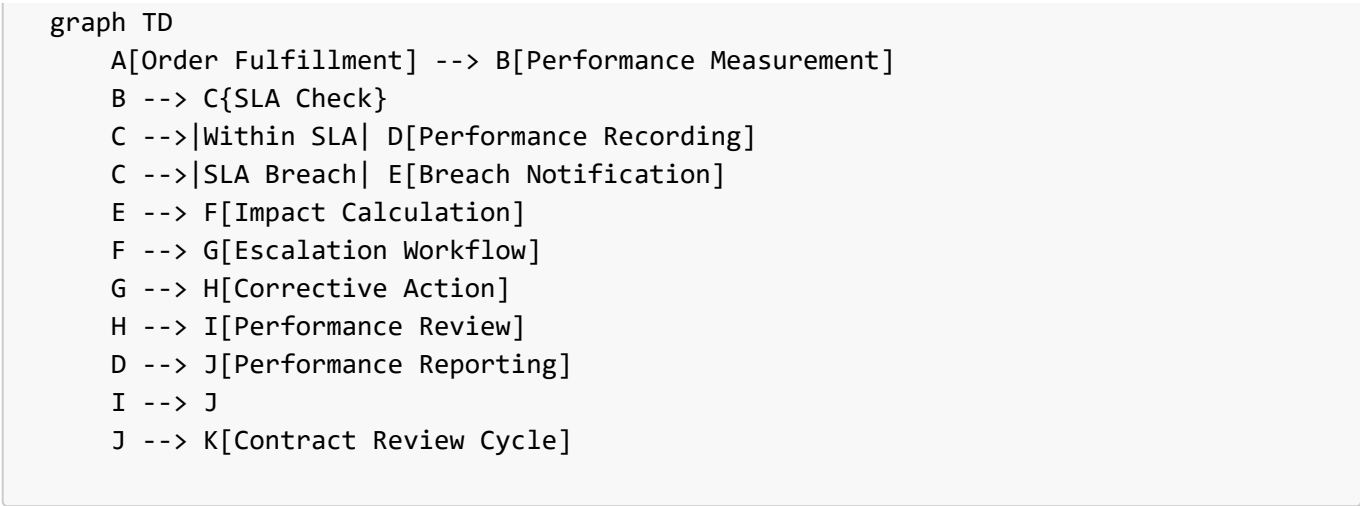 graph TD
    A[Order Fulfillment] --> B[Performance Measurement]
    B --> C{SLA Check}
    C -->|Within SLA| D[Performance Recording]
    C -->|SLA Breach| E[Breach Notification]
    E --> F[Impact Calculation]
    F --> G[Escalation Workflow]
    G --> H[Corrective Action]
    H --> I[Performance Review]
    D --> J[Performance Reporting]
    I --> J
    J --> K[Contract Review Cycle]